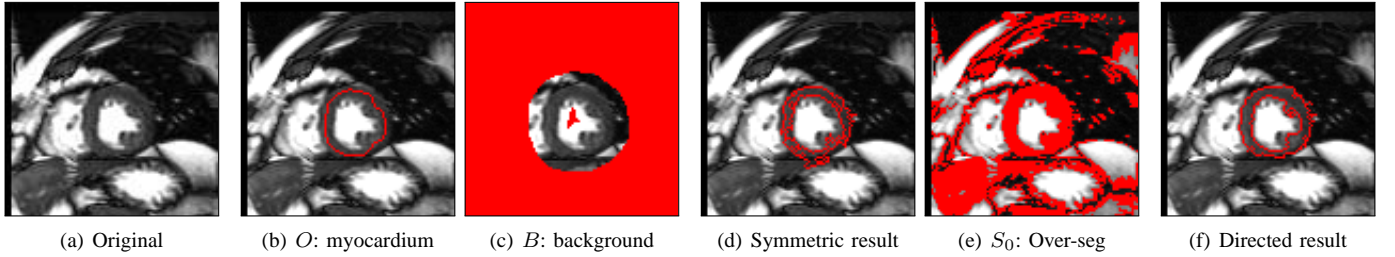 (a) Original
(b) O: myocardium
(c) B: background
(d) Symmetric result
(e) S₀: Over-seg
(f) Directed result